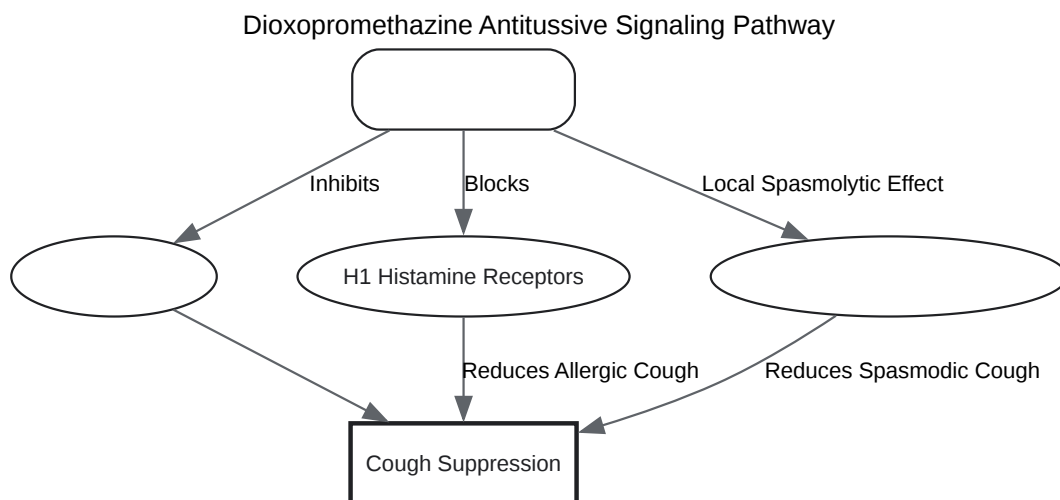 Dioxopromethazine Antitussive Signaling Pathway
Inhibits
Blocks
Local Spasmolytic Effect
H1 Histamine Receptors
Reduces Allergic Cough
Reduces Spasmodic Cough
Cough Suppression